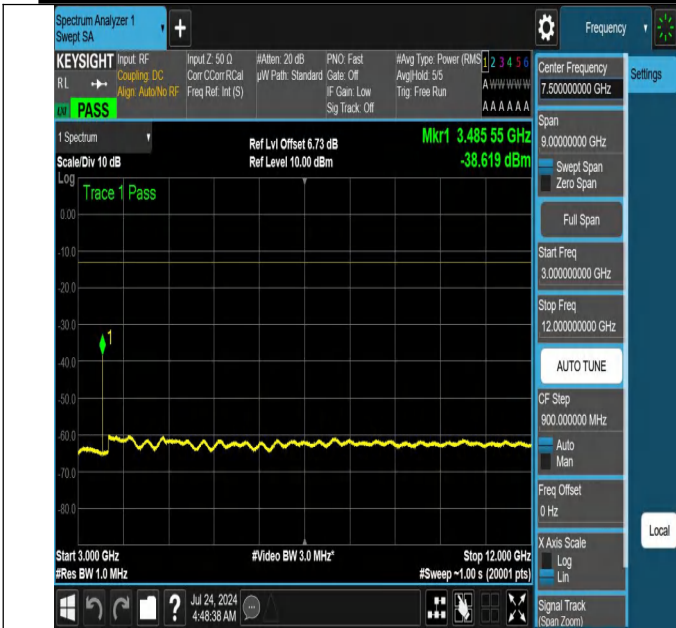 Spectrum Analyzer 1
Swept SA
+
Frequency
KEYSIGHT
RL
PASS
Input: RF
Coupling: DC
Align: Auto/No RF
Input Z: 50 Ω
Corr CCorr RCal
Freq Ref: Int (S)
#Atten: 20 dB
µW Path: Standard
PNO: Fast
Gate: Off
IF Gain: Low
Sig Track: Off
#Avg Type: Power (RMS
Avg|Hold: 5/5
Trig: Free Run
1 2 3 4 5 6
A W W W W W
A A A A A A
Center Frequency
7.500000000 GHz
Settings
Span
9.00000000 GHz
Swept Span
Zero Span
Full Span
Start Freq
3.000000000 GHz
Stop Freq
12.000000000 GHz
AUTO TUNE
CF Step
900.000000 MHz
Auto
Man
Freq Offset
0 Hz
X Axis Scale
Log
Lin
Local
Signal Track
(Span Zoom)
1 Spectrum
Scale/Div 10 dB
Log
Ref Lvl Offset 6.73 dB
Ref Level 10.00 dBm
Mkr1 3.485 55 GHz
-38.619 dBm
Trace 1 Pass
0.00
-10.0
-20.0
-30.0
1
-40.0
-50.0
-60.0
-70.0
-80.0
Start 3.000 GHz
#Res BW 1.0 MHz
#Video BW 3.0 MHz*
Stop 12.000 GHz
#Sweep ~1.00 s (20001 pts)
?
Jul 24, 2024
4:48:38 AM